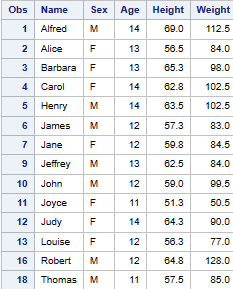 Obs Name Sex Age Height Weight
1 Alfred M 14 69.0 112.5
2 Alice F 13 56.5 84.0
3 Barbara F 13 65.3 98.0
4 Carol F 14 62.8 102.5
5 Henry M 14 63.5 102.5
6 James M 12 57.3 83.0
7 Jane F 12 59.8 84.5
9 Jeffrey M 13 62.5 84.0
10 John M 12 59.0 99.5
11 Joyce F 11 51.3 50.5
12 Judy F 14 64.3 90.0
13 Louise F 12 56.3 77.0
16 Robert M 12 64.8 128.0
18 Thomas M 11 57.5 85.0